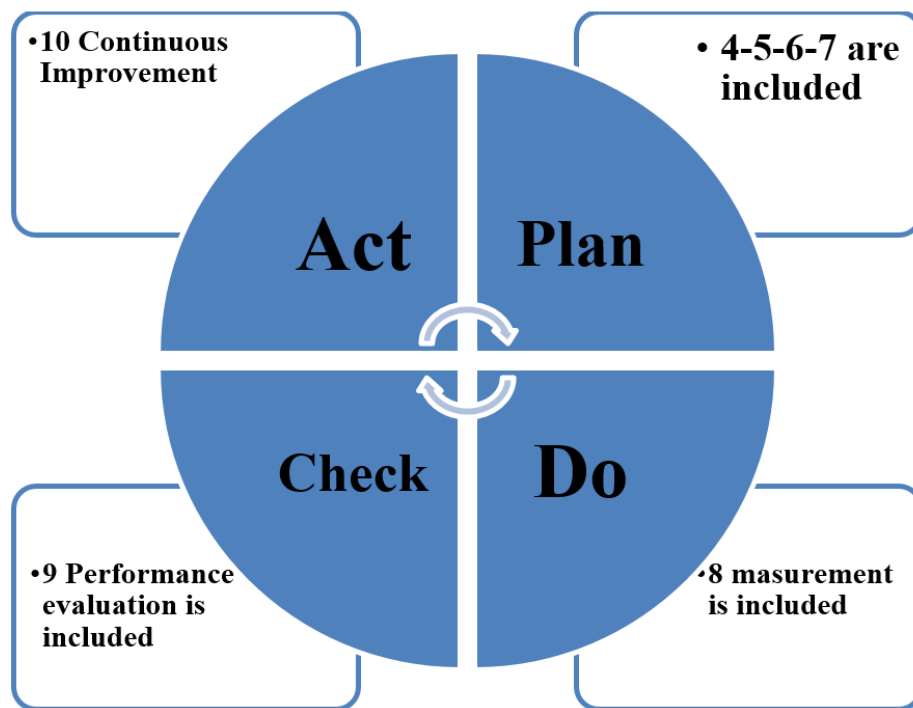 •10 Continuous
Improvement
• 4-5-6-7 are
included
Act
Plan
Check
Do
•9 Performance
evaluation is
included
•8 masurement
is included